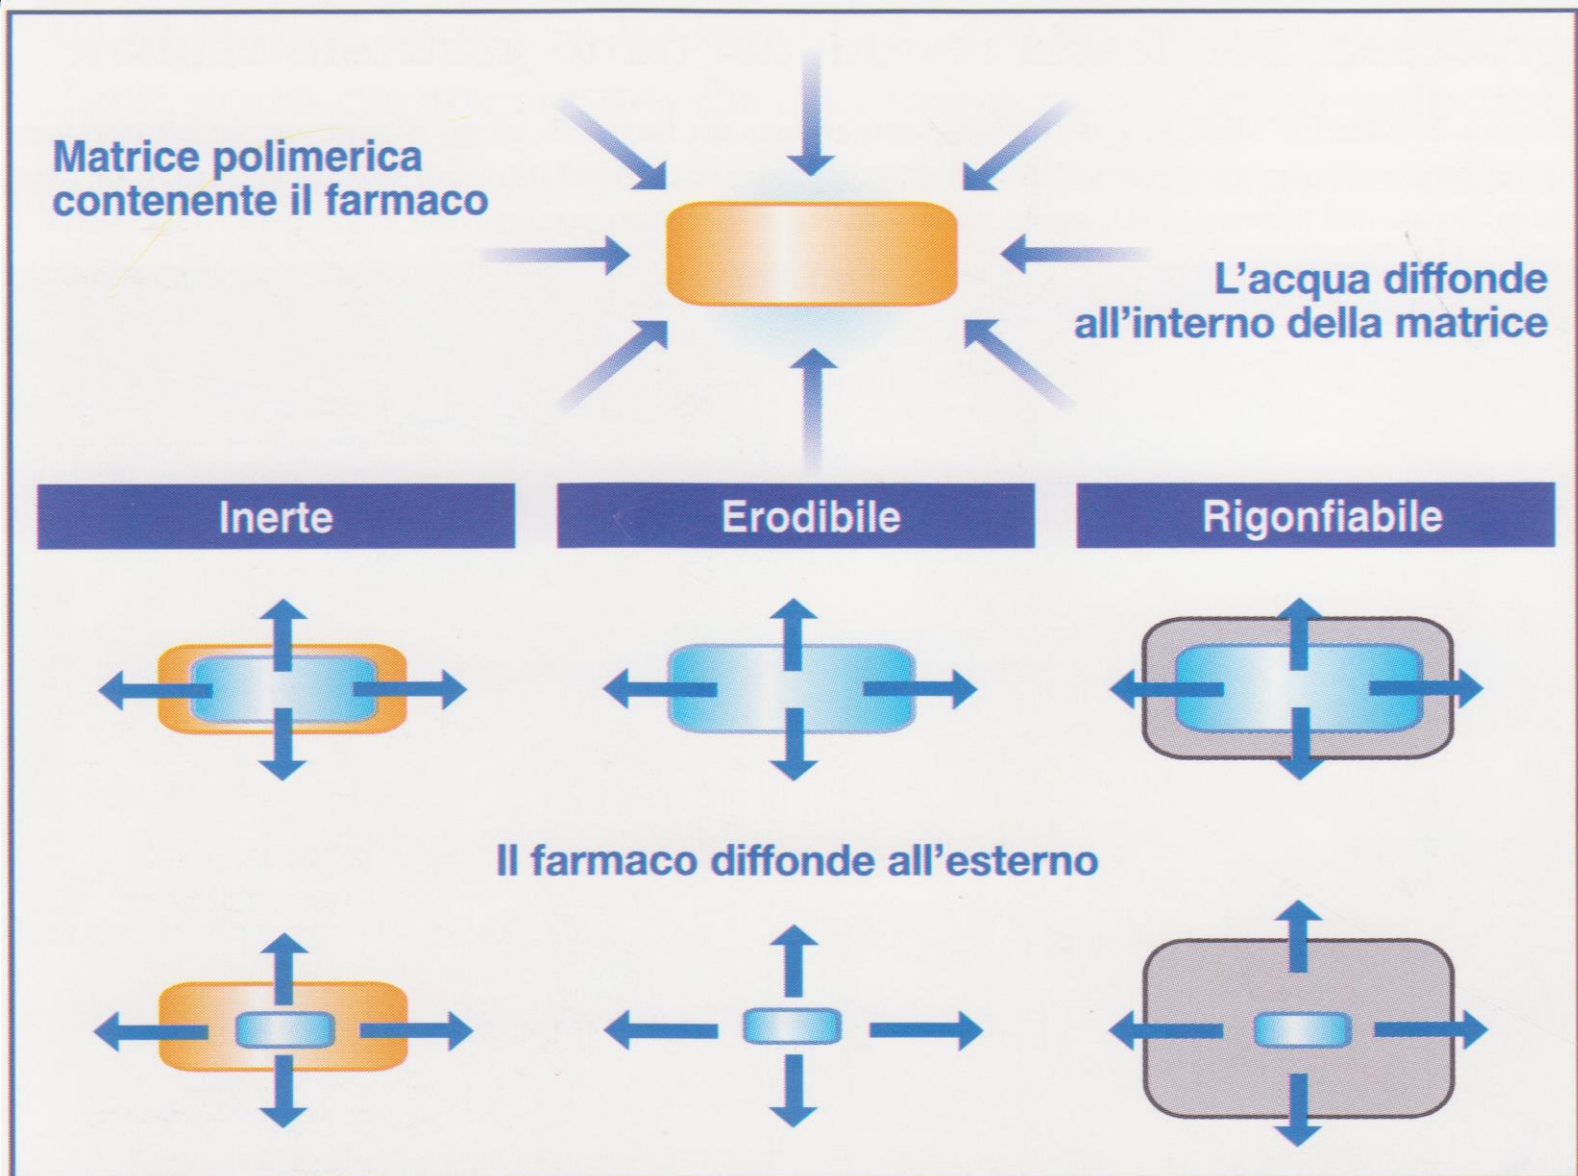 Matrice polimerica
contenente il farmaco
L'acqua diffonde
all'interno della matrice
Inerte
Erodibile
Rigonfiabile
Il farmaco diffonde all'esterno